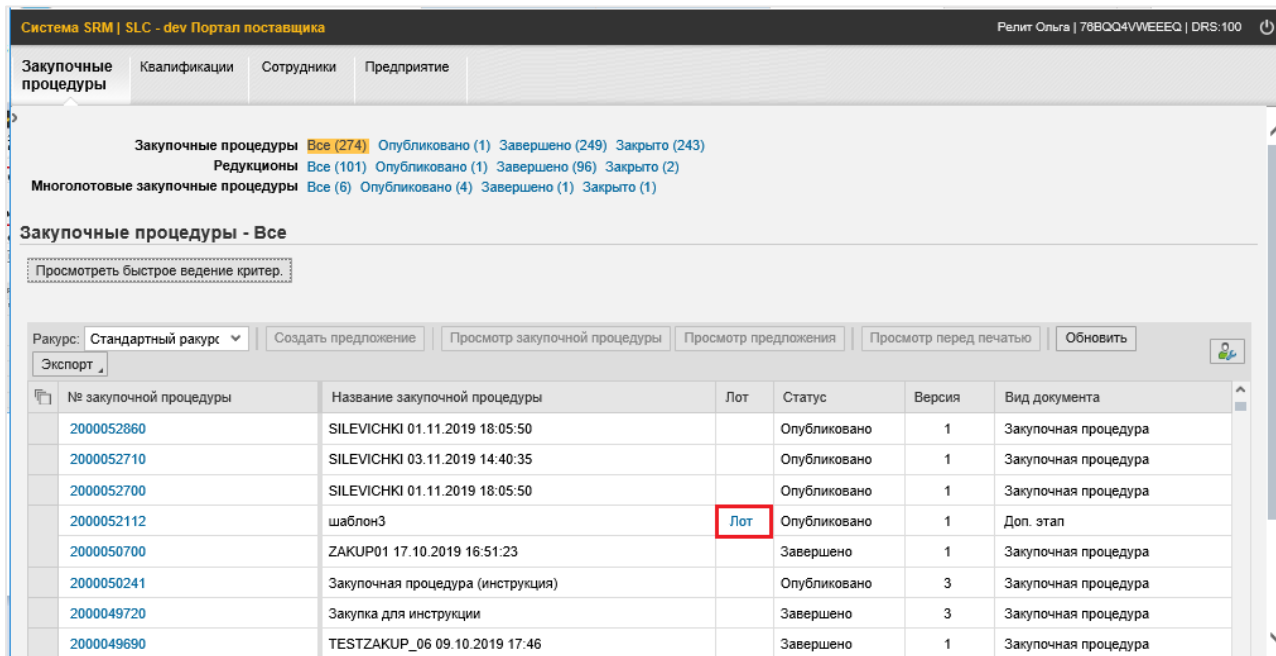 Система SRM | SLC - dev Портал поставщика Релит Ольга | 76BQQ4VWEEEQ | DRS:100
Закупочные процедуры Квалификации Сотрудники Предприятие
Закупочные процедуры Все (274) Опубликовано (1) Завершено (249) Закрыто (243)
Редукционы Все (101) Опубликовано (1) Завершено (96) Закрыто (2)
Многолотовые закупочные процедуры Все (6) Опубликовано (4) Завершено (1) Закрыто (1)
Закупочные процедуры - Все
Просмотреть быстрое ведение критер.
Ракурс: Стандартный ракурс Создать предложение Просмотр закупочной процедуры Просмотр предложения Просмотр перед печатью Обновить
Экспорт
№ закупочной процедуры Название закупочной процедуры Лот Статус Версия Вид документа
2000052860 SILEVICHKI 01.11.2019 18:05:50 Опубликовано 1 Закупочная процедура
2000052710 SILEVICHKI 03.11.2019 14:40:35 Опубликовано 1 Закупочная процедура
2000052700 SILEVICHKI 01.11.2019 18:05:50 Опубликовано 1 Закупочная процедура
2000052112 шаблон3 Лот Опубликовано 1 Доп. этап
2000050700 ZAKUP01 17.10.2019 16:51:23 Завершено 1 Закупочная процедура
2000050241 Закупочная процедура (инструкция) Опубликовано 3 Закупочная процедура
2000049720 Закупка для инструкции Завершено 3 Закупочная процедура
2000049690 TESTZAKUP_06 09.10.2019 17:46 Завершено 1 Закупочная процедура